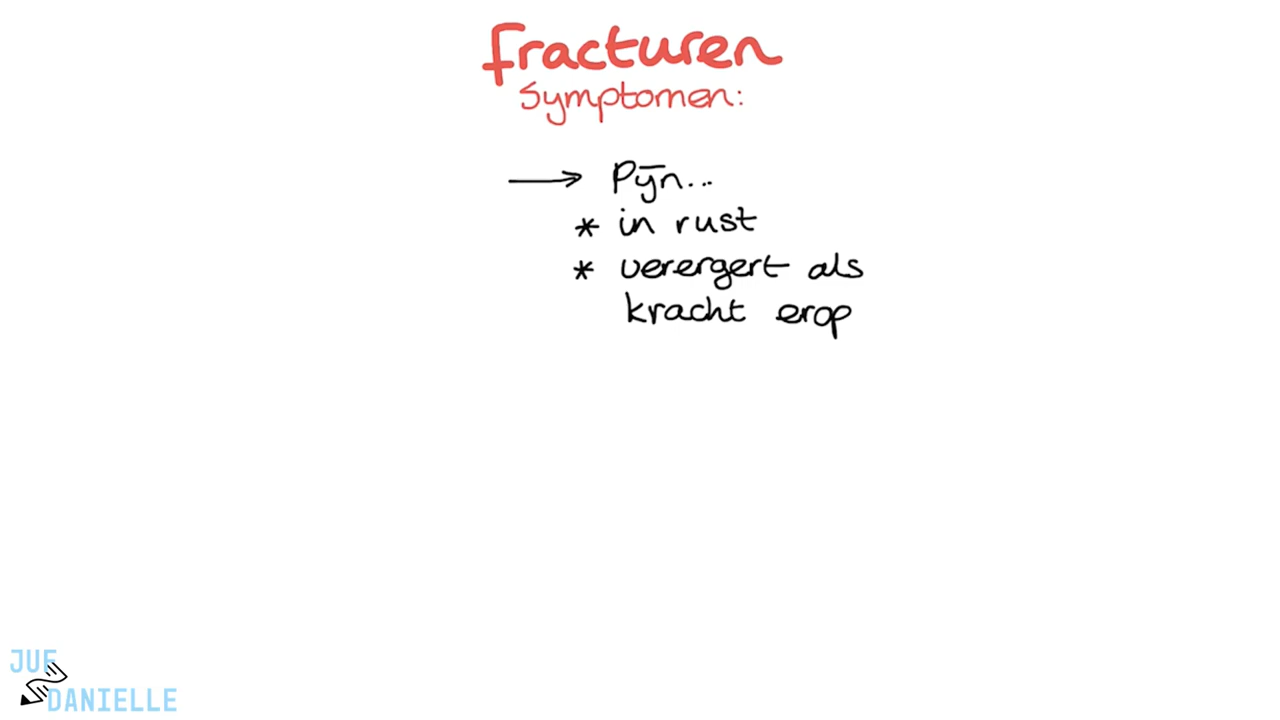 fracturen
Symptomen:
→ Pijn...
* in rust
* verergert als
kracht erop
JUF
DANIELLE